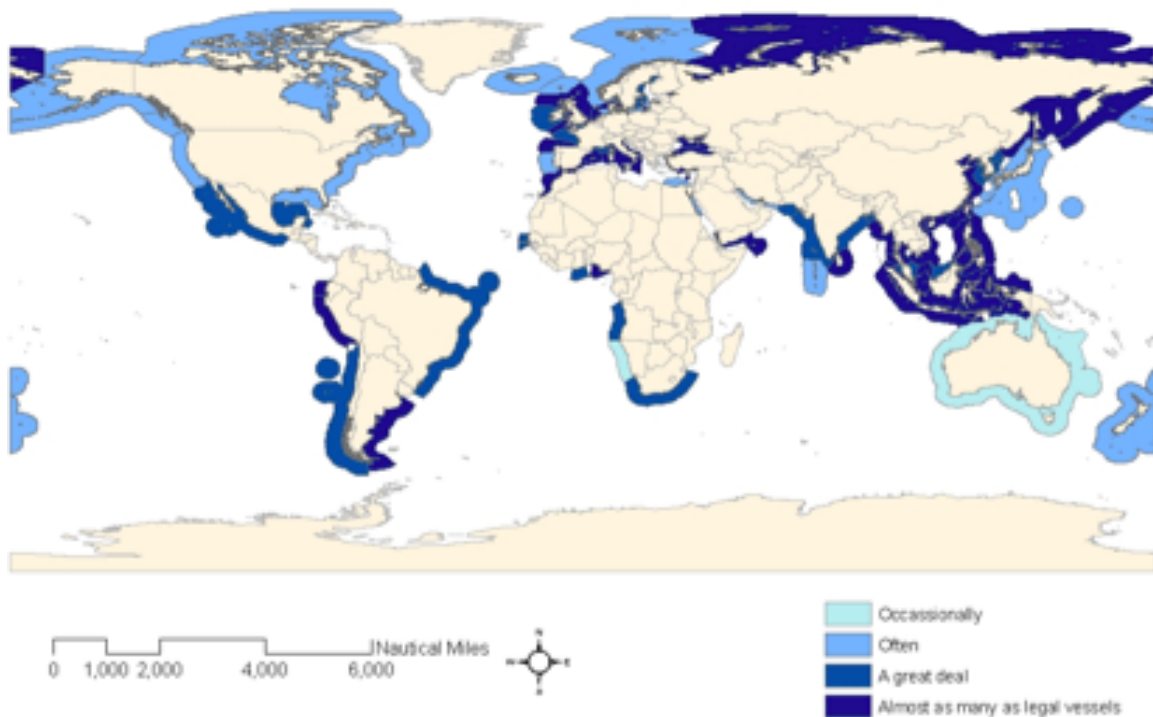 Nautical Miles
0 1,000 2,000 4,000 6,000
N
W E
S
Occassionally
Often
A great deal
Almost as many as legal vessels